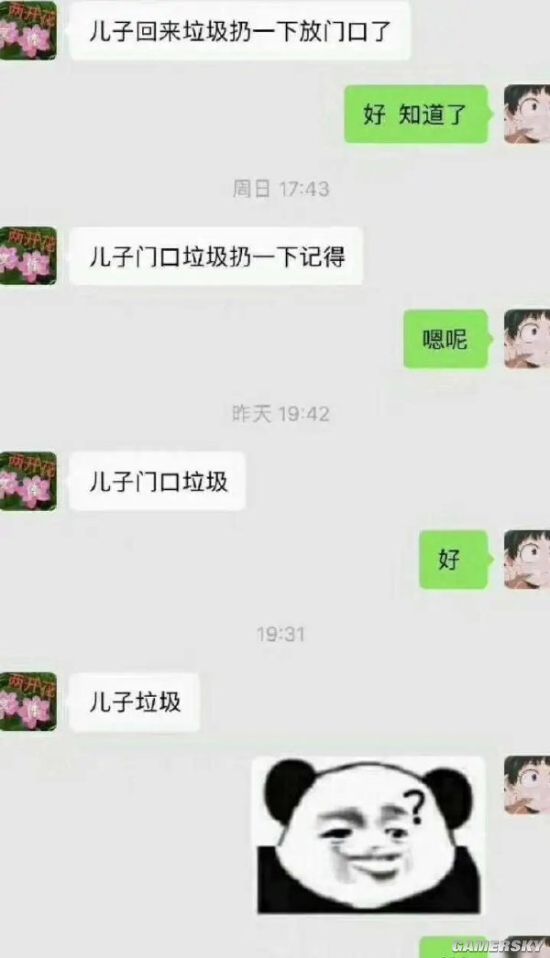 儿子回来垃圾扔一下放门口了
好 知道了
周日 17:43
儿子门口垃圾扔一下记得
嗯呢
昨天 19:42
儿子门口垃圾
好
19:31
儿子垃圾
?
GAMERSKY